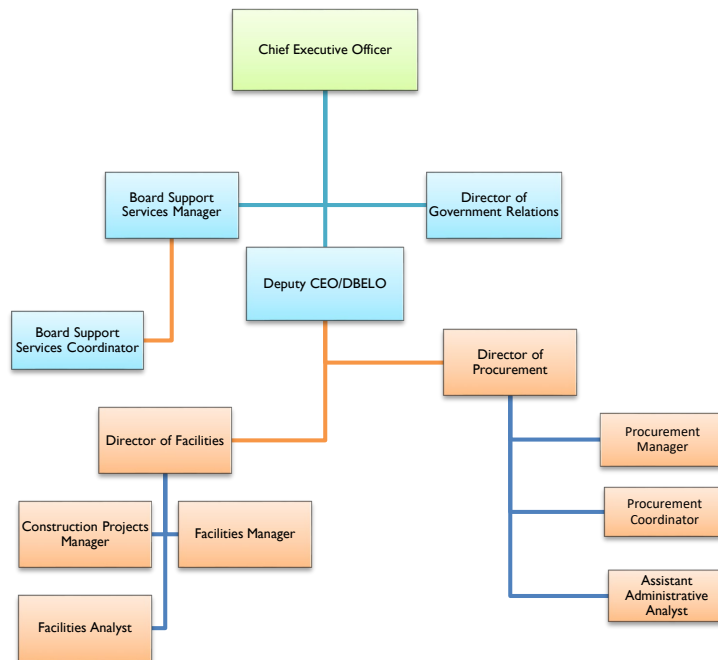 Chief Executive Officer
Board Support
Services Manager
Director of
Government Relations
Deputy CEO/DBELO
Board Support
Services Coordinator
Director of
Procurement
Director of Facilities
Procurement
Manager
Construction Projects
Manager
Facilities Manager
Procurement
Coordinator
Facilities Analyst
Assistant
Administrative
Analyst